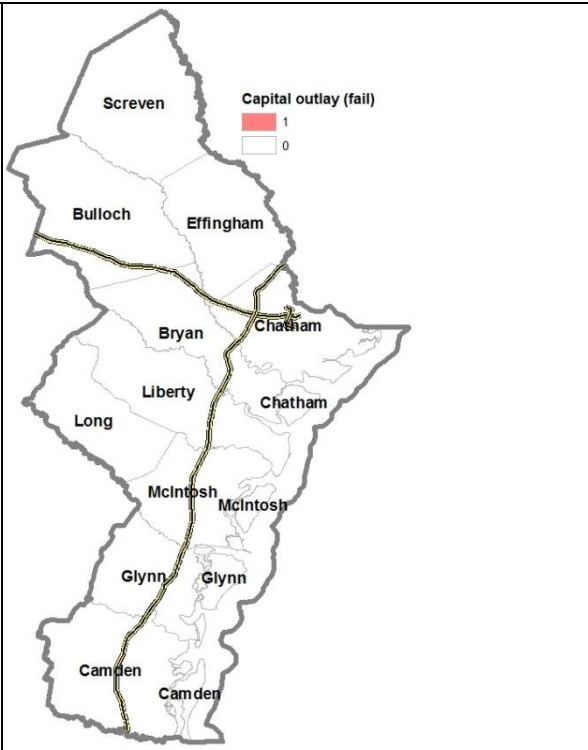 Screven
Capital outlay (fail)
1
0
Bulloch
Effingham
Bryan
Chatham
Liberty
Chatham
Long
McIntosh
McIntosh
Glynn
Glynn
Camden
Camden